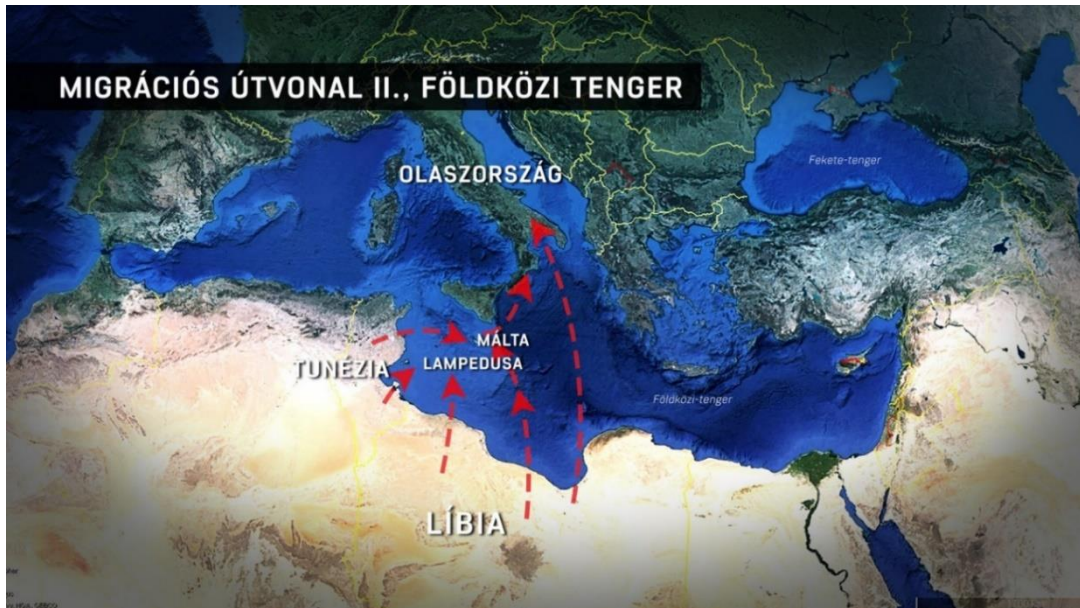 MIGRÁCIÓS ÚTVONAL II., FÖLDKÖZI TENGER
Fekete-tenger
OLASZORSZÁG
MÁLTA
LAMPEDUSA
TUNÉZIA
Földközi-tenger
LÍBIA